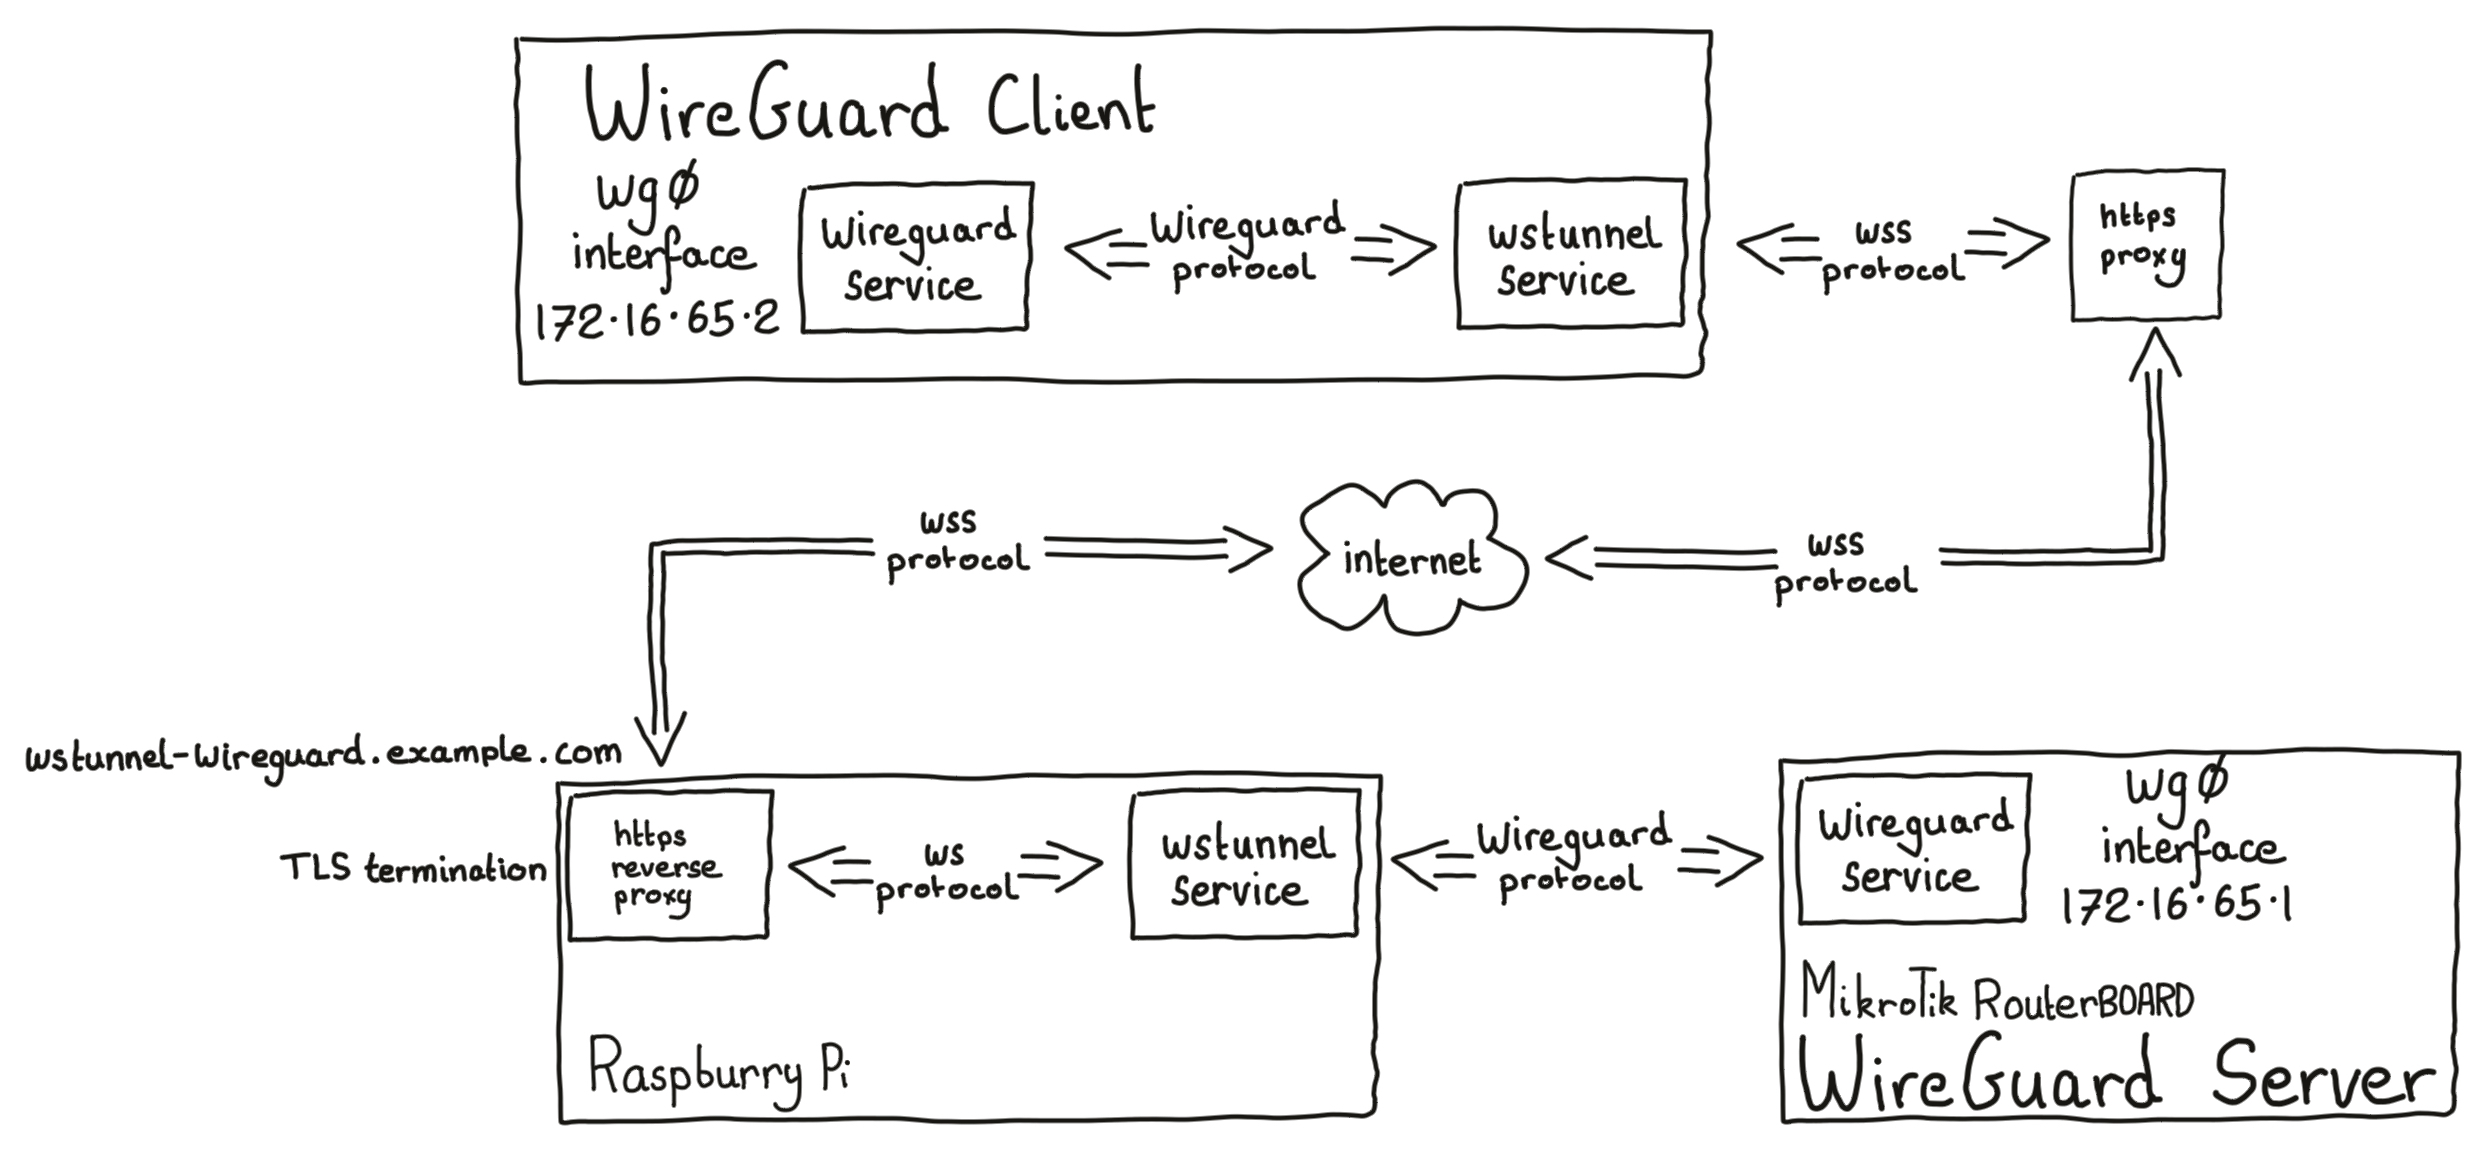 WireGuard Client
wg0
interface
172.16.65.2
Wireguard
service
Wireguard
protocol
wstunnel
service
wss
protocol
https
proxy
wss
protocol
internet
wss
protocol
wstunnel-wireguard.example.com
TLS termination
https
reverse
proxy
ws
protocol
wstunnel
service
Raspburry Pi
Wireguard
protocol
Wireguard
service
wg0
interface
172.16.65.1
MikroTik RouterBOARD
WireGuard Server